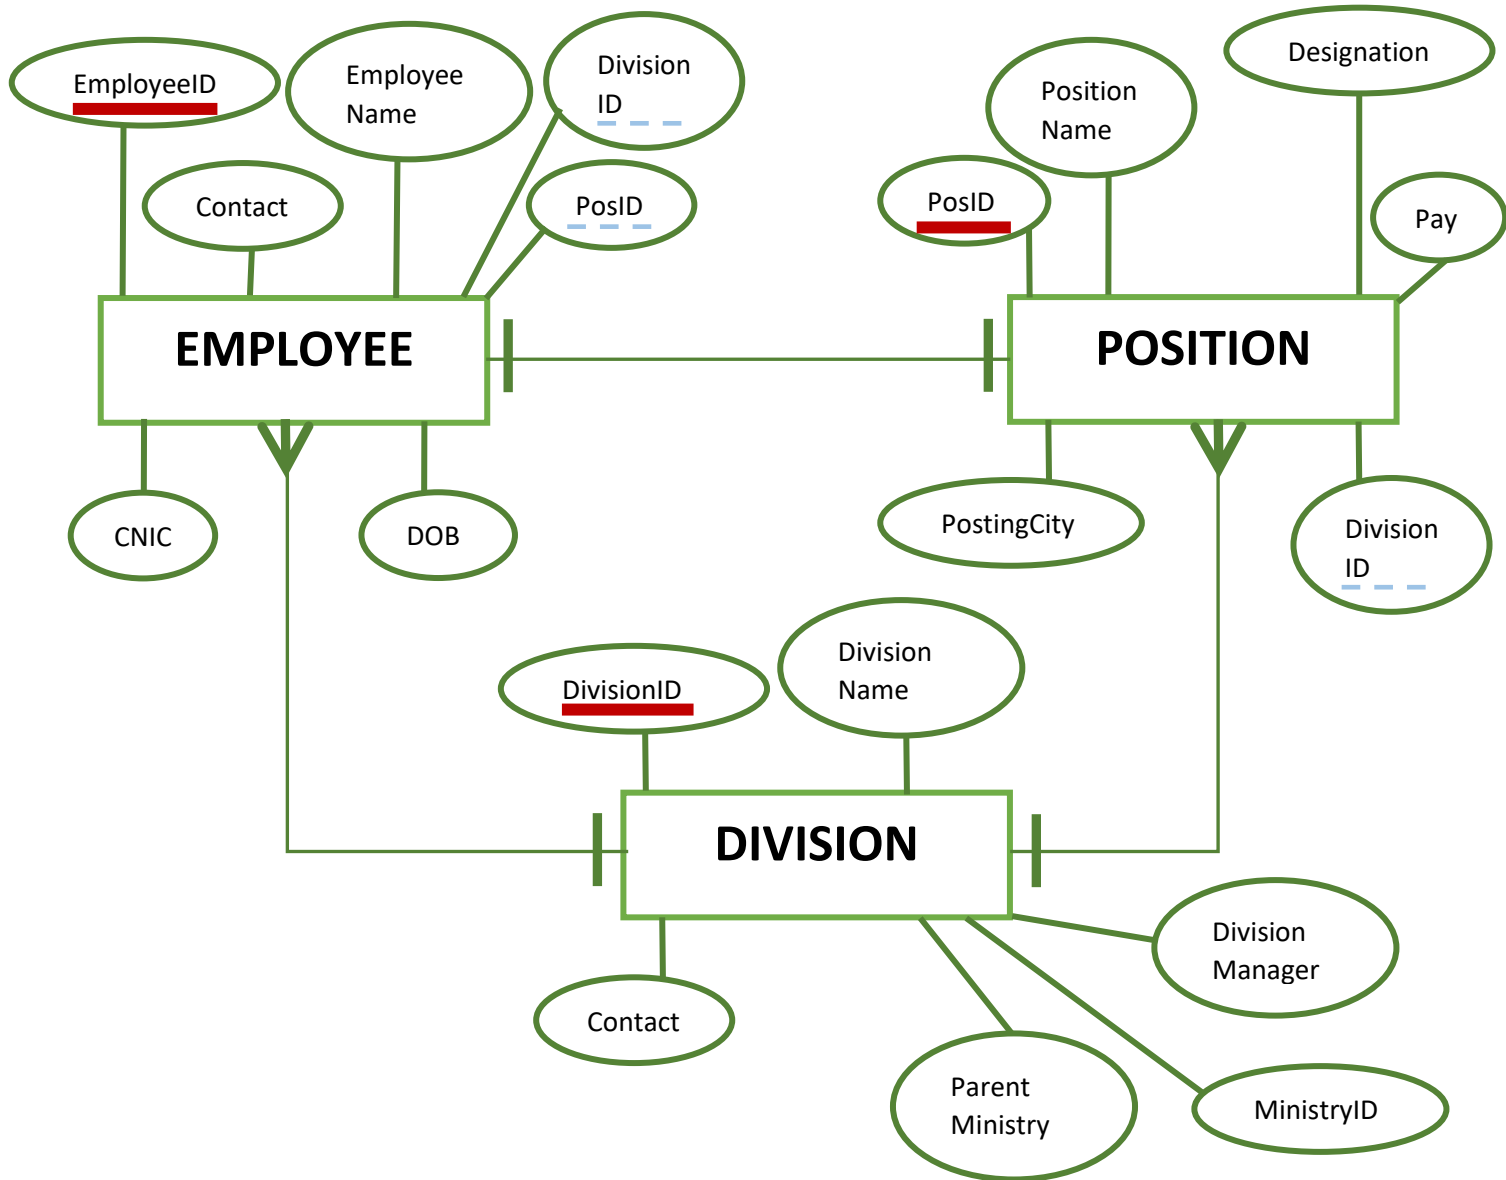 EmployeeID
Employee
Name
Division
ID
Contact
PosID
Designation
Position
Name
PosID
Pay
EMPLOYEE
POSITION
CNIC
DOB
PostingCity
Division
ID
DivisionID
Division
Name
DIVISION
Division
Manager
Contact
Parent
Ministry
MinistryID